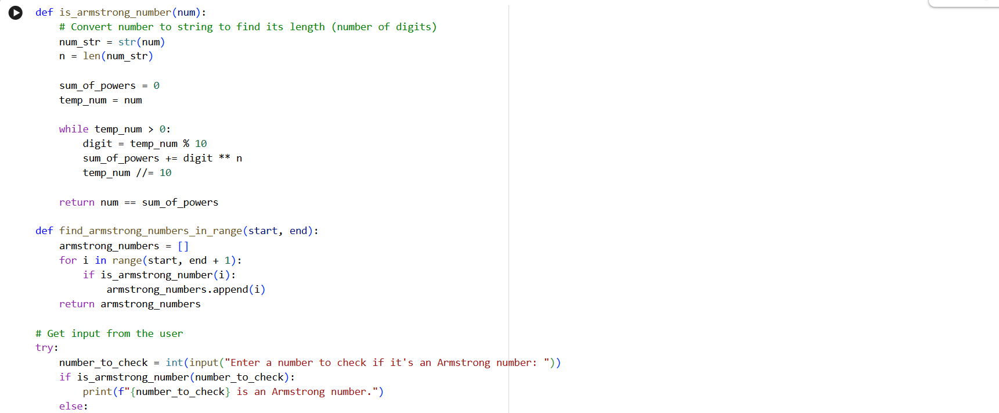 def is_armstrong_number(num):
    # Convert number to string to find its length (number of digits)
    num_str = str(num)
    n = len(num_str)

    sum_of_powers = 0
    temp_num = num

    while temp_num > 0:
        digit = temp_num % 10
        sum_of_powers += digit ** n
        temp_num //= 10

    return num == sum_of_powers

def find_armstrong_numbers_in_range(start, end):
    armstrong_numbers = []
    for i in range(start, end + 1):
        if is_armstrong_number(i):
            armstrong_numbers.append(i)
    return armstrong_numbers

# Get input from the user
try:
    number_to_check = int(input("Enter a number to check if it's an Armstrong number: "))
    if is_armstrong_number(number_to_check):
        print(f"{number_to_check} is an Armstrong number.")
    else: